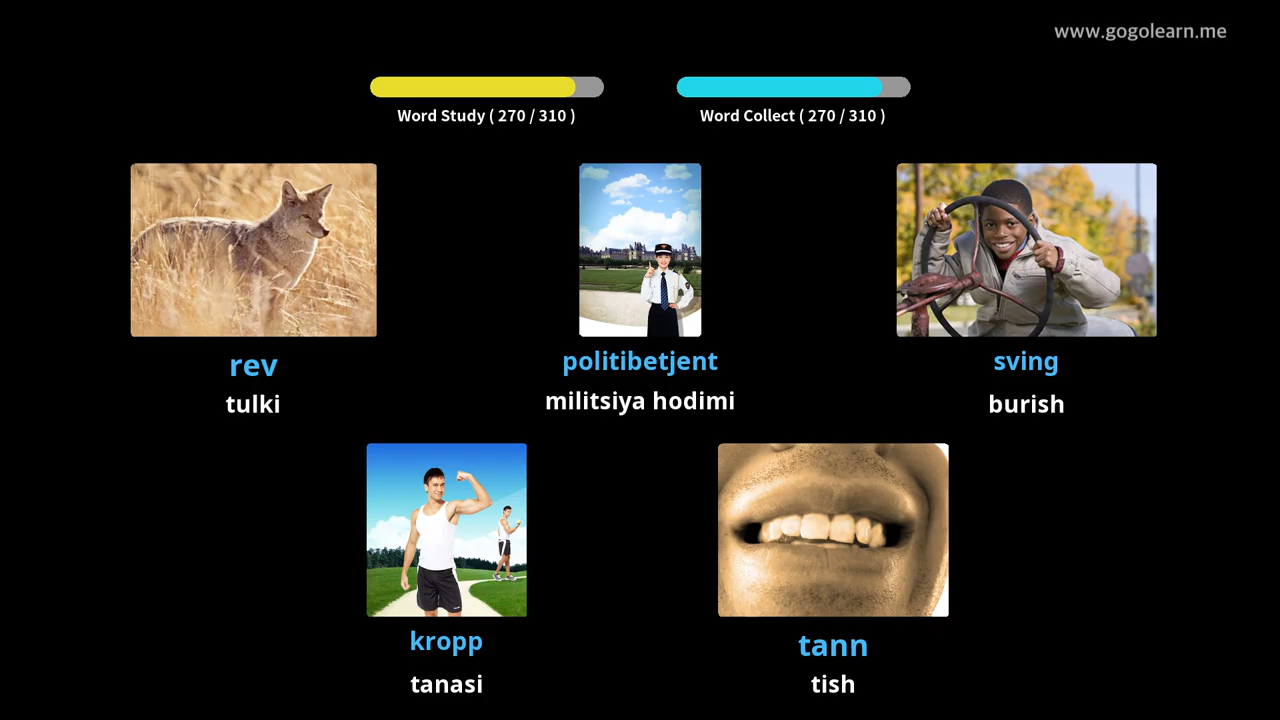 www.gogolearn.me
Word Study ( 270 / 310 )
Word Collect ( 270 / 310 )
rev
tulki
politibetjent
militsiya hodimi
sving
burish
kropp
tanasi
tann
tish